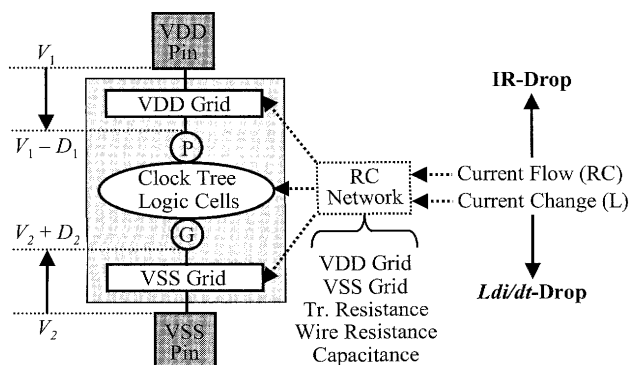 VDD
Pin
V1
VDD Grid
V1 – D1
P
Clock Tree
Logic Cells
V2 + D2
G
VSS Grid
V2
VSS
Pin
RC
Network
VDD Grid
VSS Grid
Tr. Resistance
Wire Resistance
Capacitance
IR-Drop
Current Flow (RC)
Current Change (L)
Ldi/dt-Drop